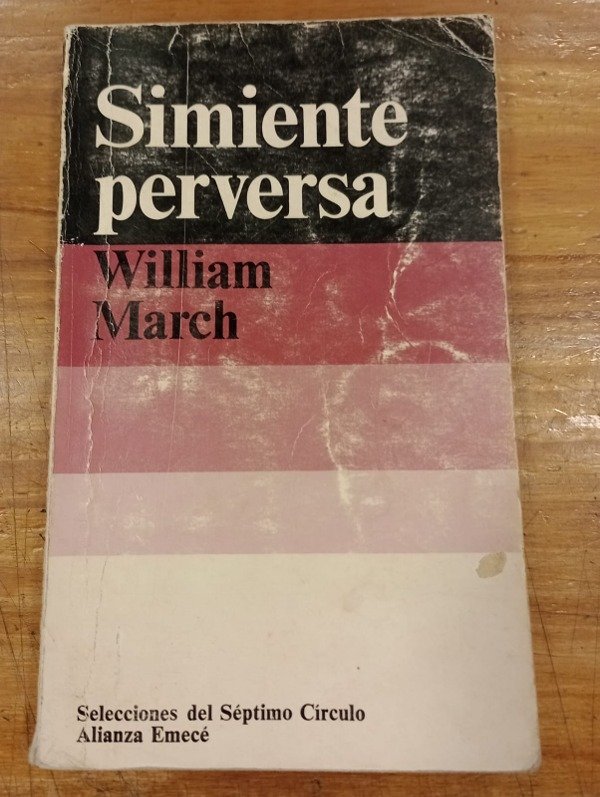 Simiente
perversa
William
March
Selecciones del Séptimo Círculo
Alianza Emecé